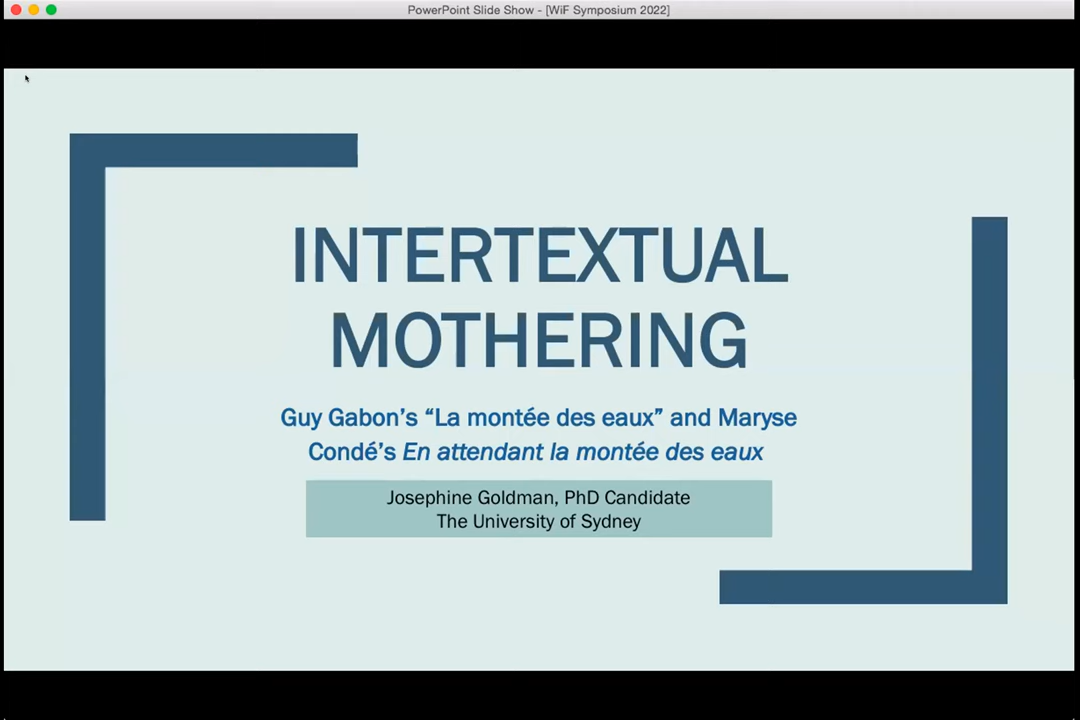 PowerPoint Slide Show - [WiF Symposium 2022]
INTERTEXTUAL
MOTHERING
Guy Gabon’s “La montée des eaux” and Maryse
Condé’s En attendant la montée des eaux
Josephine Goldman, PhD Candidate
The University of Sydney